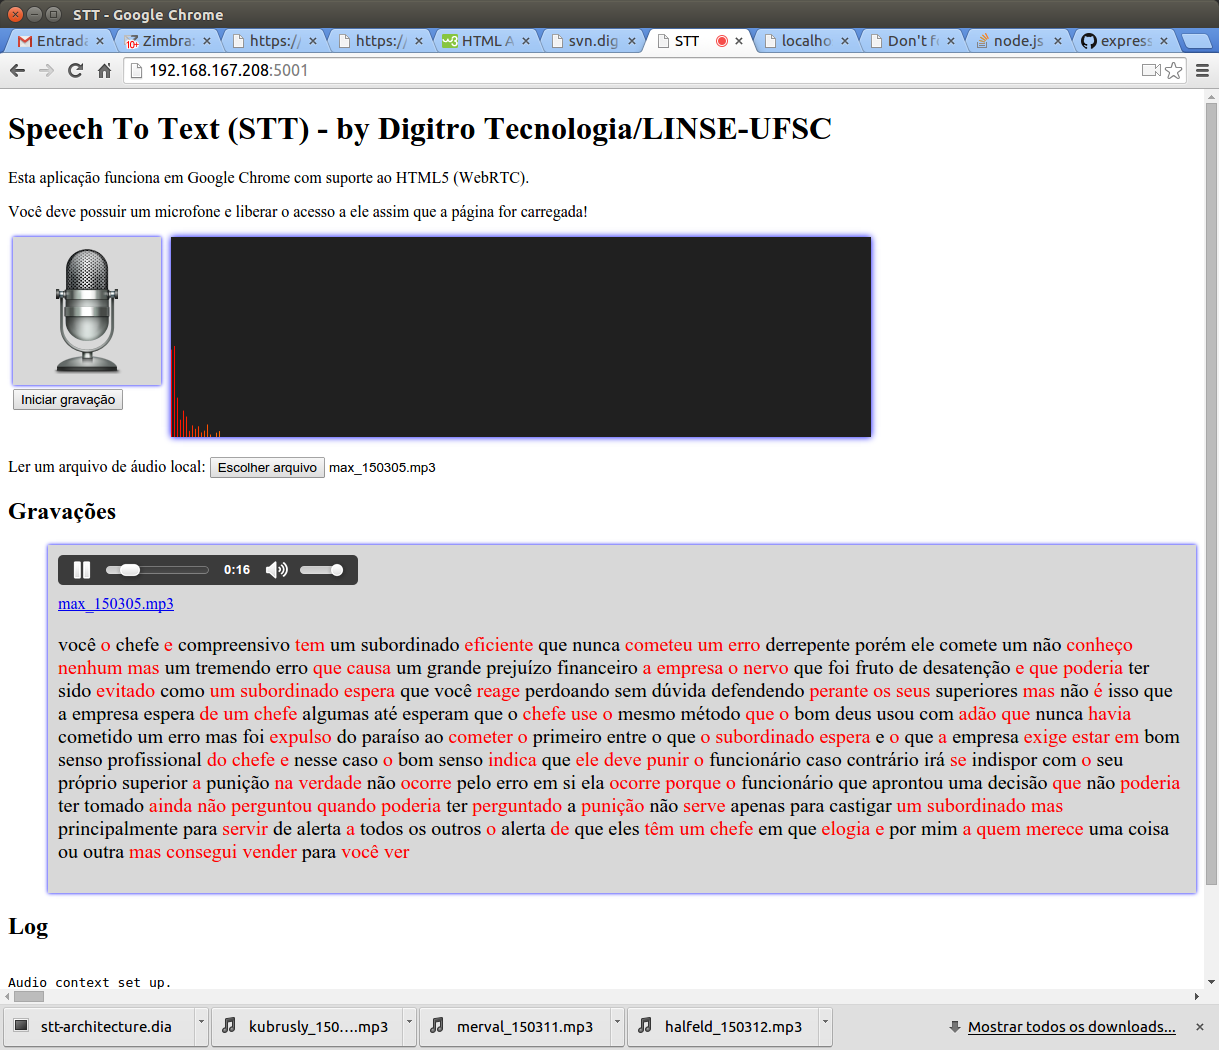 STT - Google Chrome
Entrada
Zimbra:
https:/
https:/
HTML A
svn.dig
STT
localho
Don't fo
node.js
express
192.168.167.208:5001
Speech To Text (STT) - by Digitro Tecnologia/LINSE-UFSC
Esta aplicação funciona em Google Chrome com suporte ao HTML5 (WebRTC).
Você deve possuir um microfone e liberar o acesso a ele assim que a página for carregada!
Iniciar gravação
Ler um arquivo de áudio local: Escolher arquivo max_150305.mp3
Gravações
0:16
max_150305.mp3
você o chefe e compreensivo tem um subordinado eficiente que nunca cometeu um erro derrepente porém ele comete um não conheço
nenhum mas um tremendo erro que causa um grande prejuízo financeiro a empresa o nervo que foi fruto de desatenção e que poderia ter
sido evitado como um subordinado espera que você reage perdoando sem dúvida defendendo perante os seus superiores mas não é isso que
a empresa espera de um chefe algumas até esperam que o chefe use o mesmo método que o bom deus usou com adão que nunca havia
cometido um erro mas foi expulso do paraíso ao cometer o primeiro entre o que o subordinado espera e o que a empresa exige estar em bom
senso profissional do chefe e nesse caso o bom senso indica que ele deve punir o funcionário caso contrário irá se indispor com o seu
próprio superior a punição na verdade não ocorre pelo erro em si ela ocorre porque o funcionário que aprontou uma decisão que não poderia
ter tomado ainda não perguntou quando poderia ter perguntado a punição não serve apenas para castigar um subordinado mas
principalmente para servir de alerta a todos os outros o alerta de que eles têm um chefe em que elogia e por mim a quem merece uma coisa
ou outra mas consegui vender para você ver
Log
Audio context set up.
stt-architecture.dia
kubrusly_150....mp3
merval_150311.mp3
halfeld_150312.mp3
Mostrar todos os downloads...